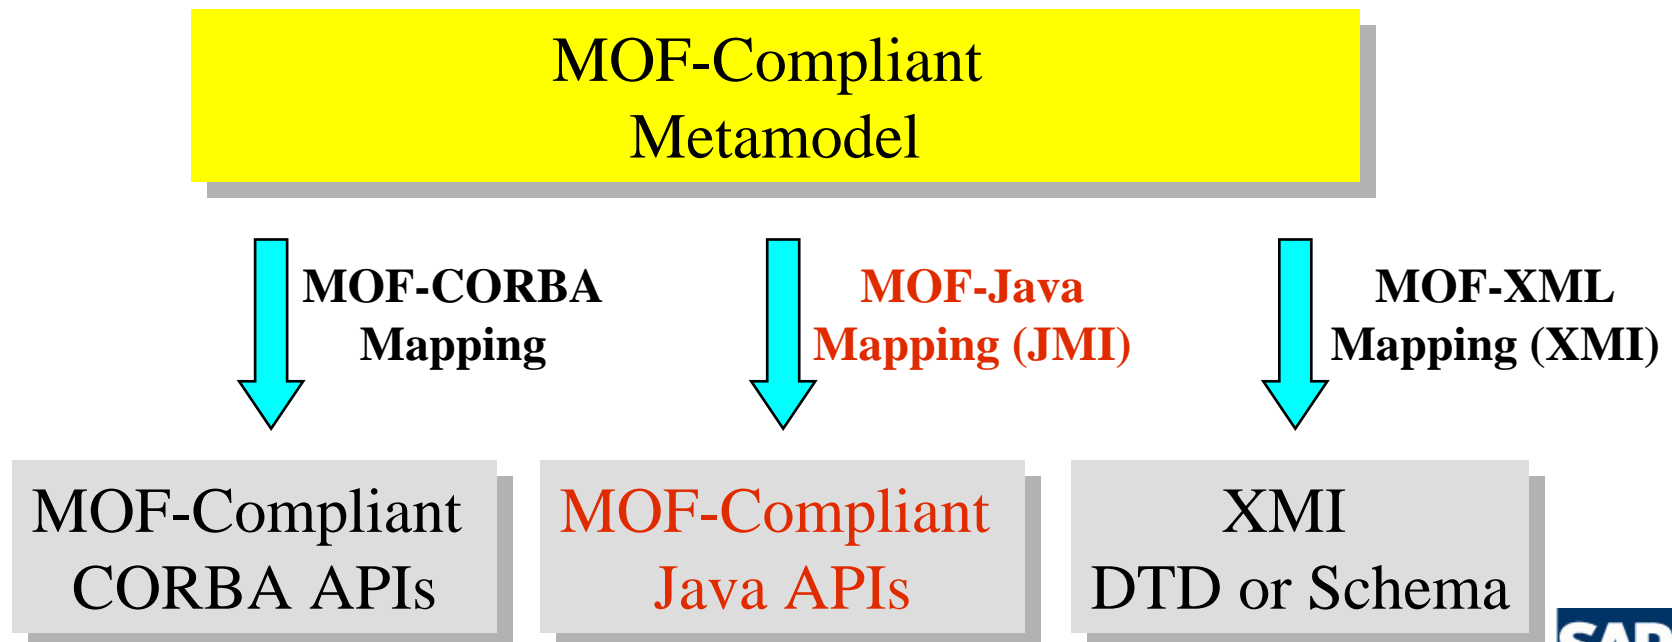 MOF-Compliant
Metamodel
MOF-CORBA
Mapping
MOF-Java
Mapping (JMI)
MOF-XML
Mapping (XMI)
MOF-Compliant
CORBA APIs
MOF-Compliant
Java APIs
XMI
DTD or Schema
SAP